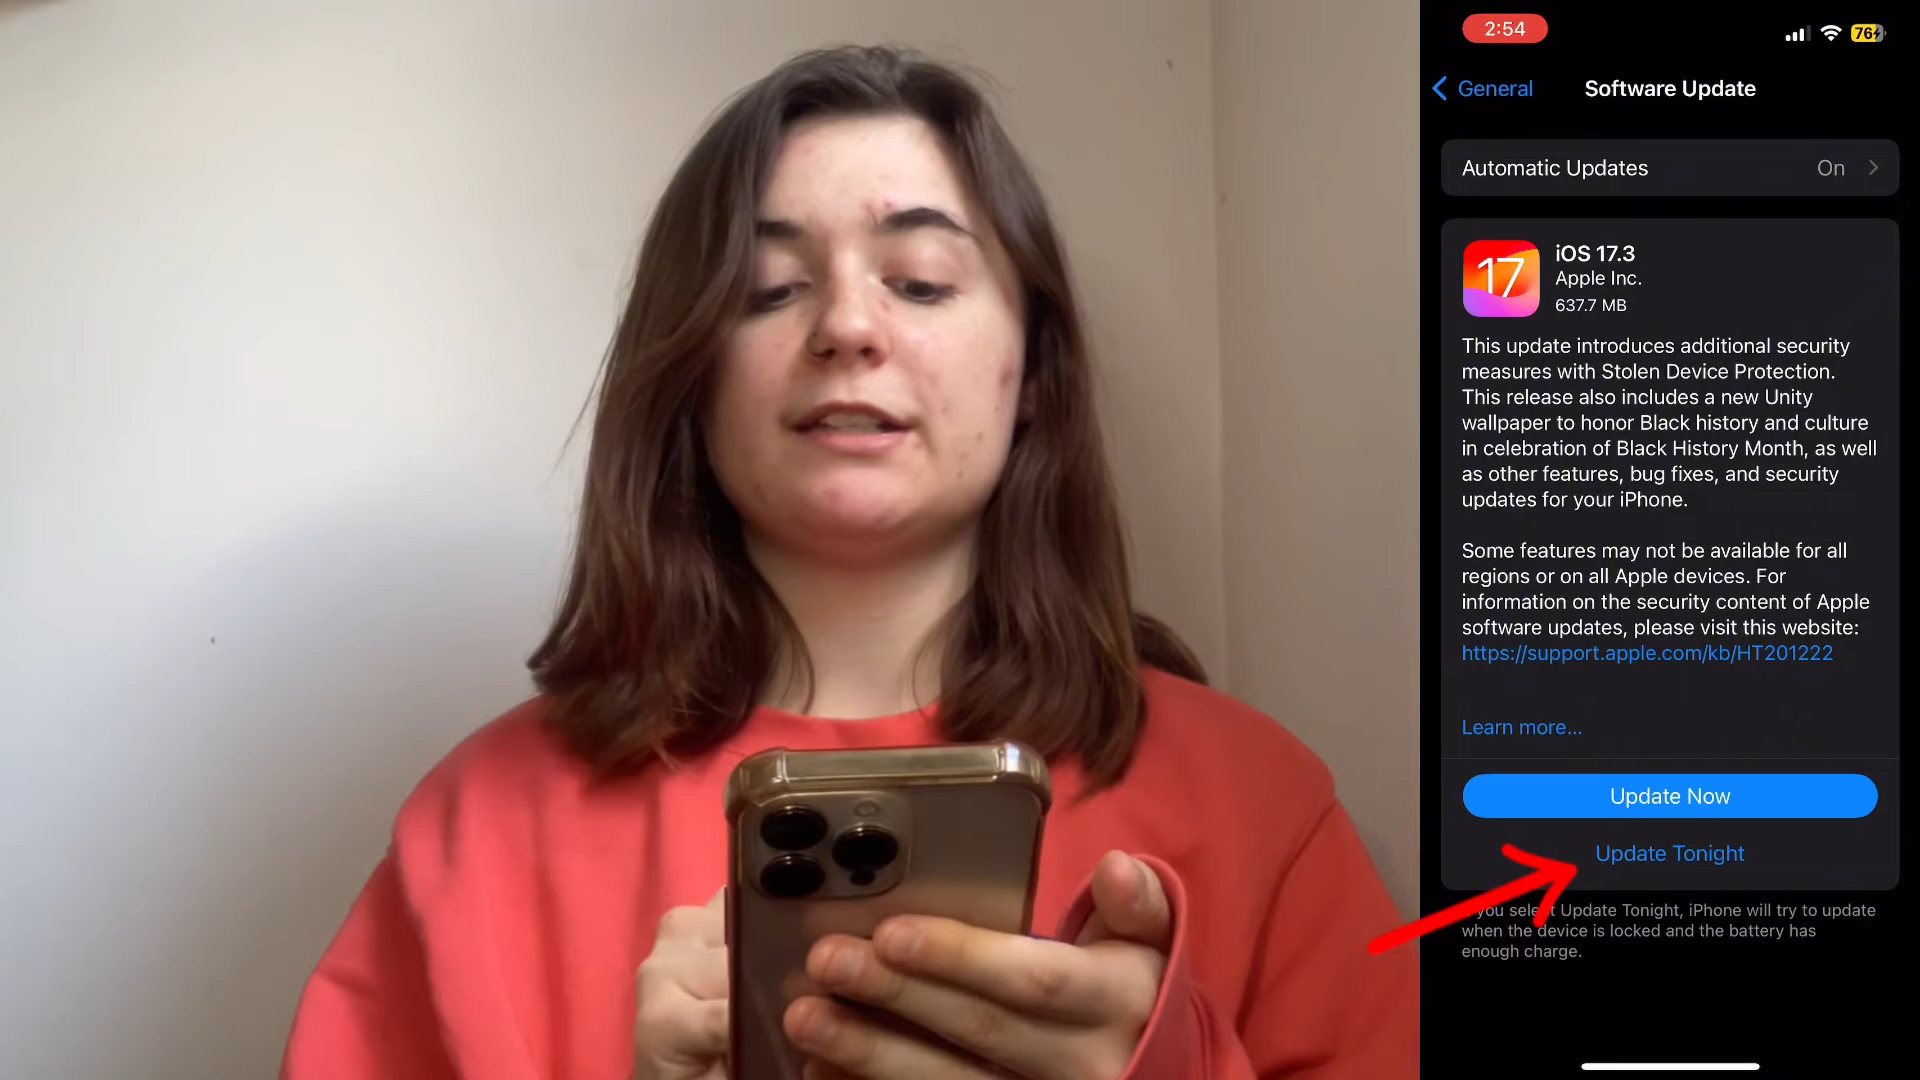 2:54
76
General
Software Update
Automatic Updates
On
17
iOS 17.3
Apple Inc.
637.7 MB
This update introduces additional security
measures with Stolen Device Protection.
This release also includes a new Unity
wallpaper to honor Black history and culture
in celebration of Black History Month, as well
as other features, bug fixes, and security
updates for your iPhone.
Some features may not be available for all
regions or on all Apple devices. For
information on the security content of Apple
software updates, please visit this website:
https://support.apple.com/kb/HT201222
Learn more...
Update Now
Update Tonight
you select Update Tonight, iPhone will try to update
when the device is locked and the battery has
enough charge.